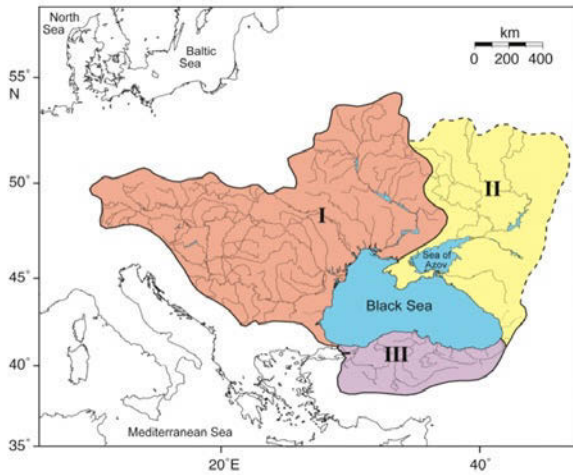 North
Sea
Baltic
Sea
km
0 200 400
55°
N
50°
45°
40°
35°
I
II
Sea of
Azov
Black Sea
III
Mediterranean Sea
20°E
40°